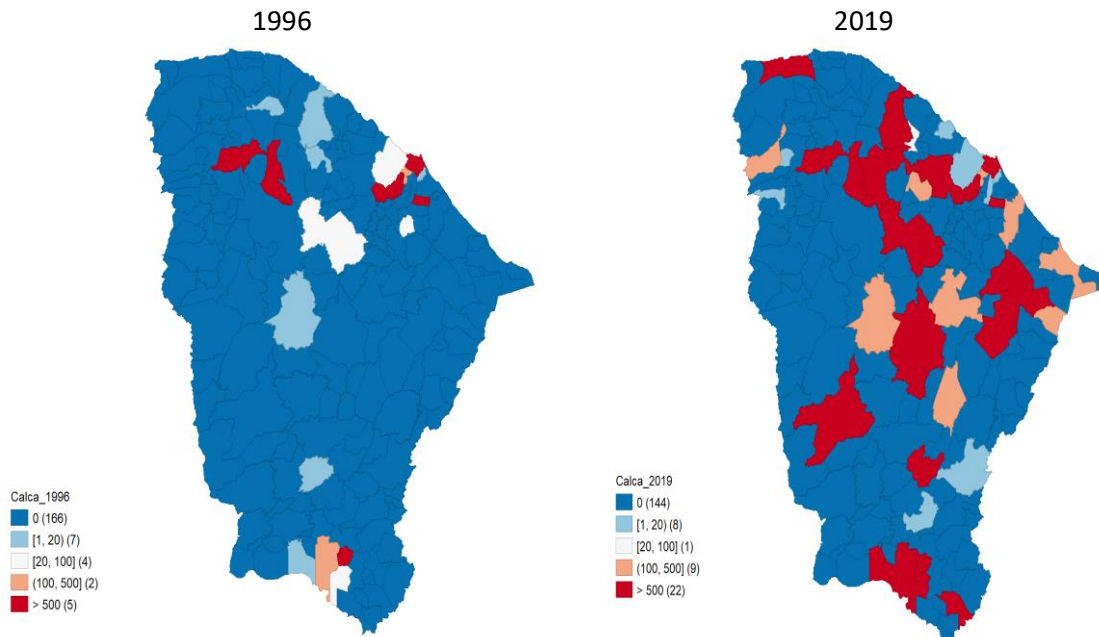 1996
2019
Calca_1996
0 (166)
[1, 20) (7)
[20, 100] (4)
(100, 500] (2)
> 500 (5)
Calca_2019
0 (144)
[1, 20) (8)
[20, 100] (1)
(100, 500] (9)
> 500 (22)